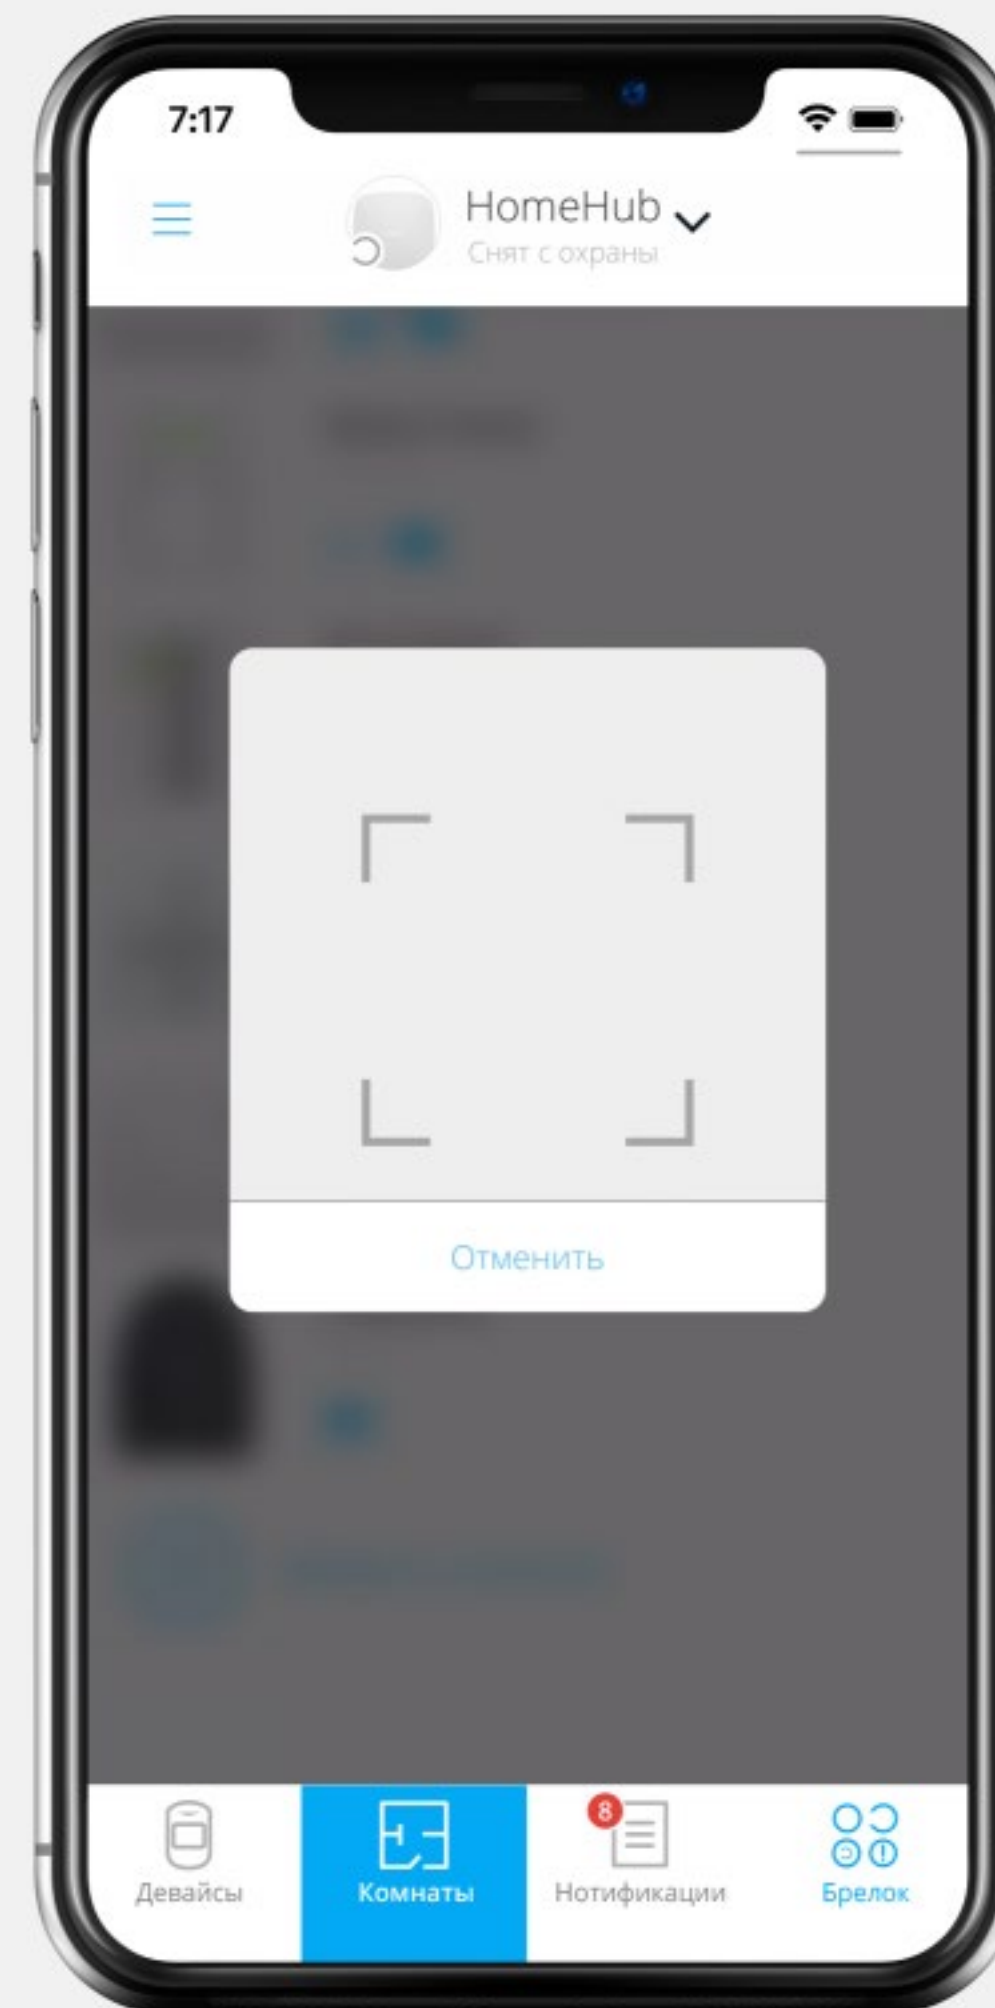 7:17
HomeHub
Снят с охраны
Отменить
8
Девайсы
Комнаты
Нотификации
Брелок